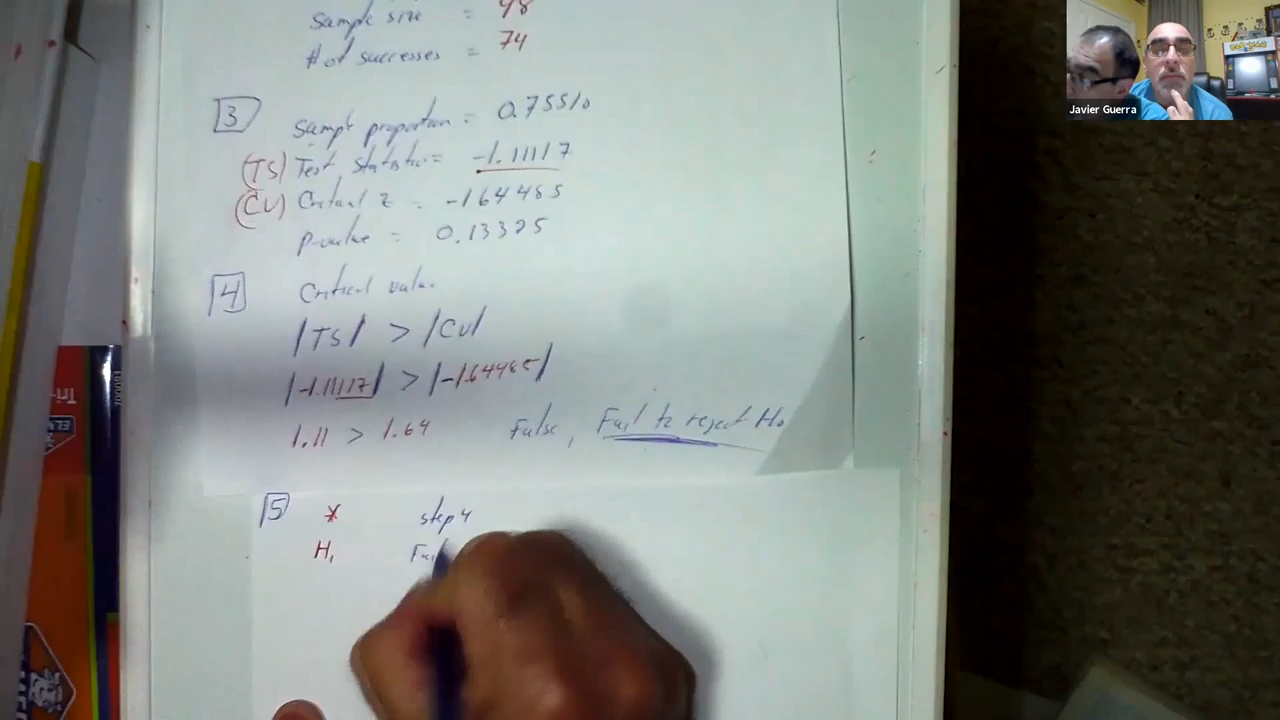 Sample size = 98
# of successes = 74
3
Sample proportion = 0.75510
(TS) Test statistic = -1.11117
(CV) Critical z = -1.64485
p-value = 0.13325
4
Critical value
|TS| > |CV|
|-1.11117| > |-1.64485|
1.11 > 1.64 False, Fail to reject H0
5 * step 4
H1 Fail
Javier Guerra